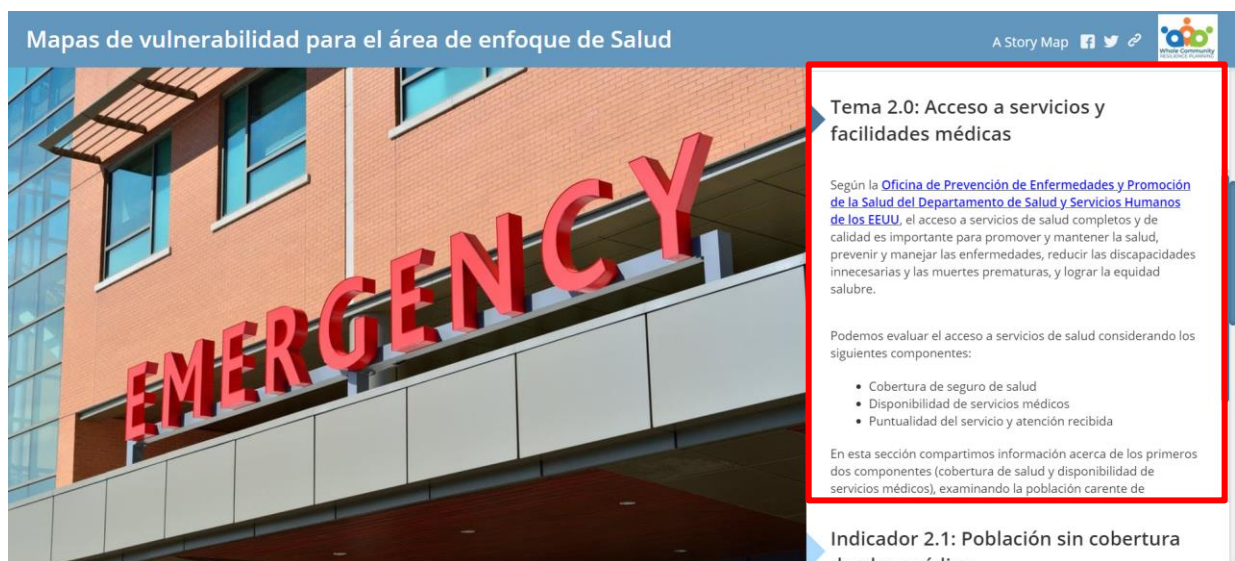 Mapas de vulnerabilidad para el área de enfoque de Salud
A Story Map
Whole Community
RESILIENCE PLANNING
EMERGENCY
Tema 2.0: Acceso a servicios y
facilidades médicas
Según la Oficina de Prevención de Enfermedades y Promoción
de la Salud del Departamento de Salud y Servicios Humanos
de los EEUU, el acceso a servicios de salud completos y de
calidad es importante para promover y mantener la salud,
prevenir y manejar las enfermedades, reducir las discapacidades
innecesarias y las muertes prematuras, y lograr la equidad
salubre.
Podemos evaluar el acceso a servicios de salud considerando los
siguientes componentes:
• Cobertura de seguro de salud
• Disponibilidad de servicios médicos
• Puntualidad del servicio y atención recibida
En esta sección compartimos información acerca de los primeros
dos componentes (cobertura de salud y disponibilidad de
servicios médicos), examinando la población carente de
Indicador 2.1: Población sin cobertura